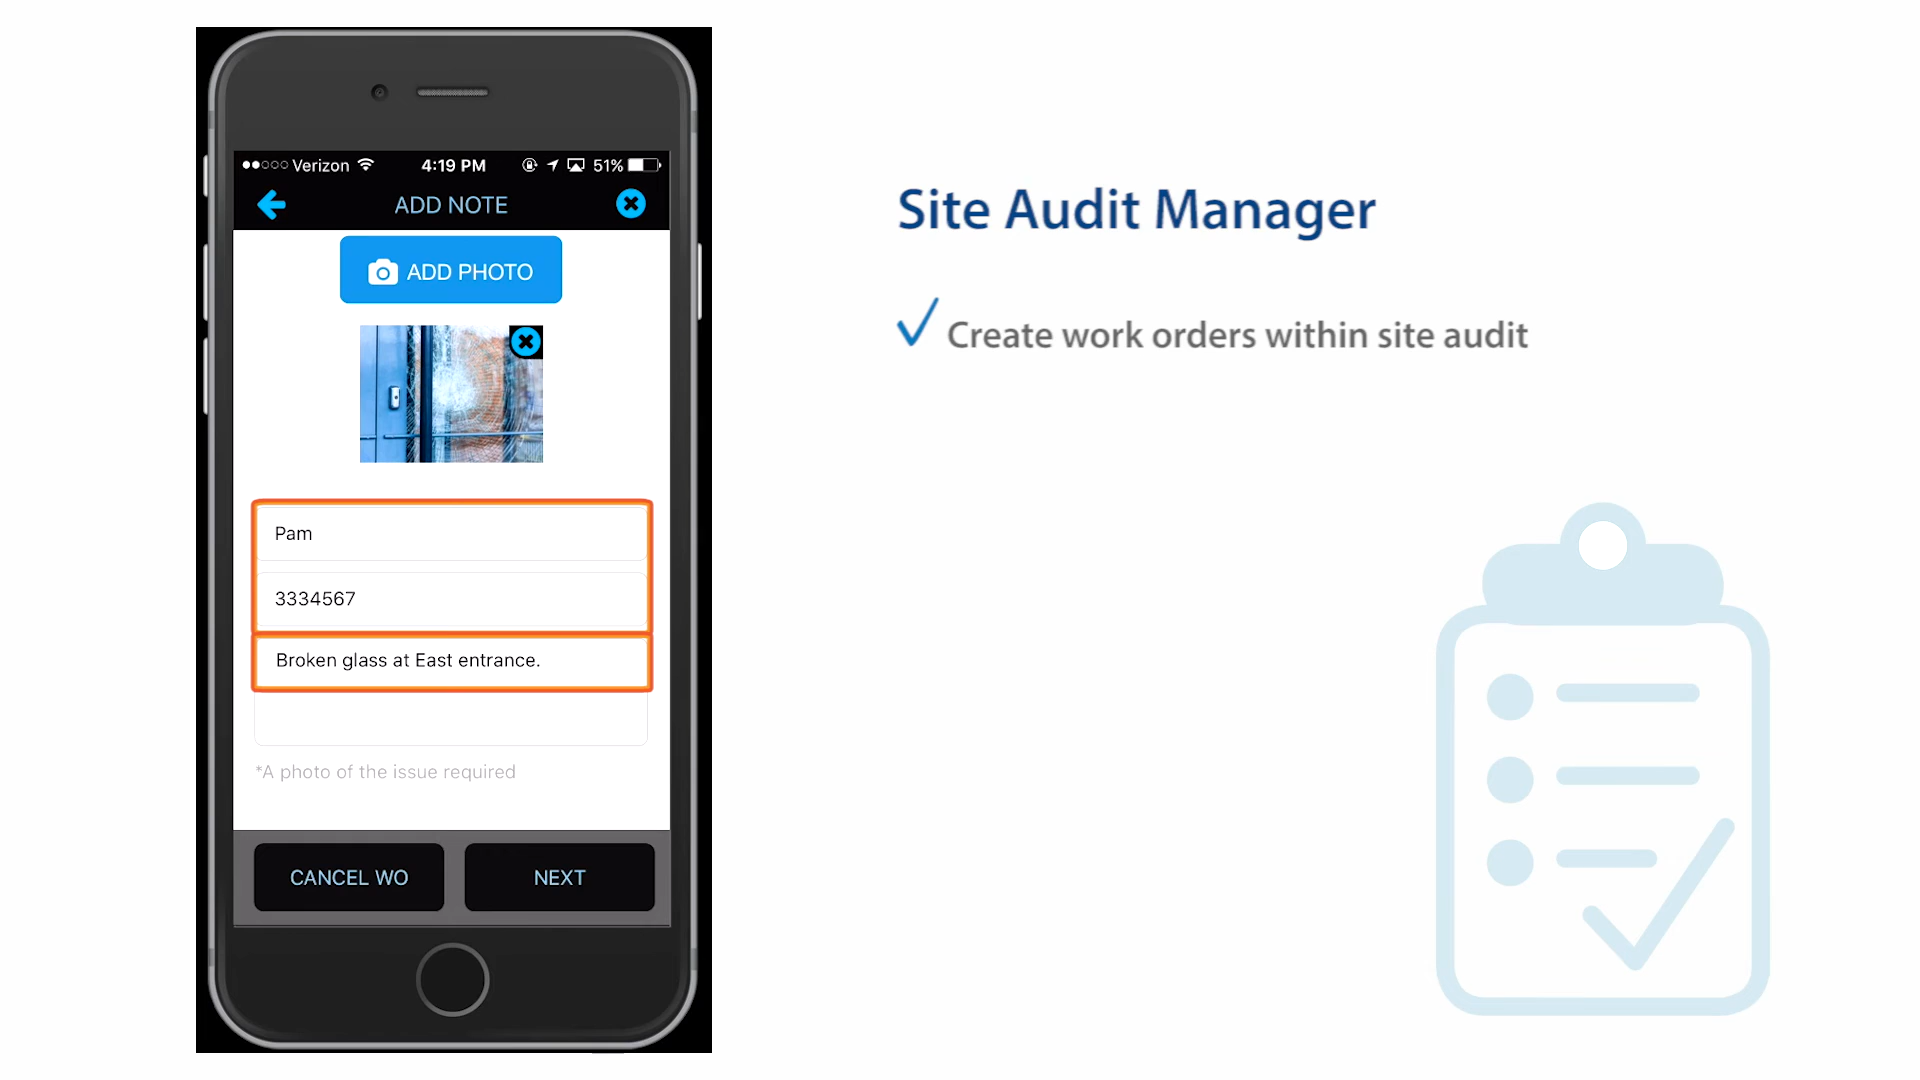 Verizon 4:19 PM 51%
ADD NOTE
ADD PHOTO
Pam
3334567
Broken glass at East entrance.
*A photo of the issue required
CANCEL WO NEXT
Site Audit Manager
Create work orders within site audit